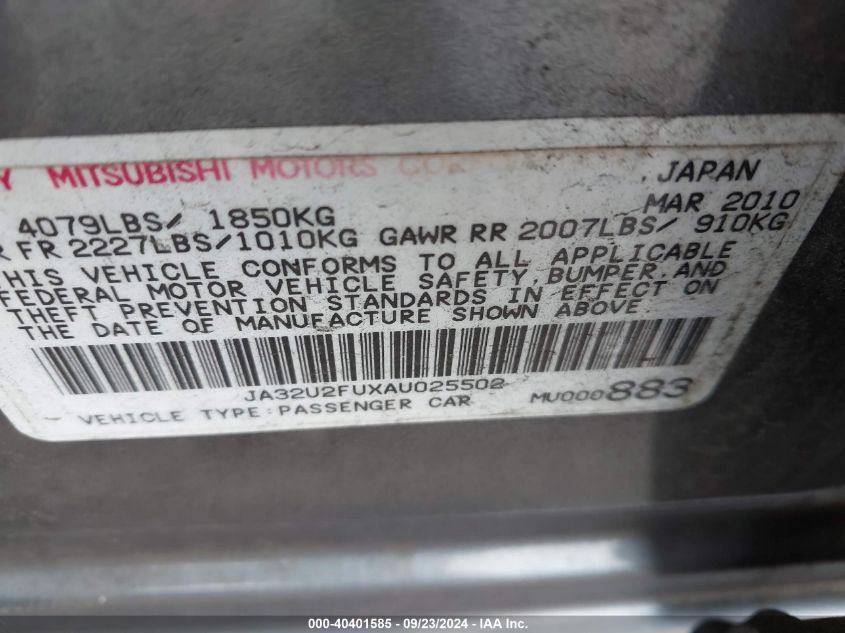 Y MITSUBISHI MOTORS JAPAN
4079LBS/ 1850KG MAR 2010
R FR 2227LBS/1010KG GAWR RR 2007LBS/ 910KG
HIS VEHICLE CONFORMS TO ALL APPLICABLE
FEDERAL MOTOR VEHICLE SAFETY, BUMPER, AND
THEFT PREVENTION STANDARDS IN EFFECT ON
THE DATE OF MANUFACTURE SHOWN ABOVE.
JA32U2FUXAU025502
VEHICLE TYPE:PASSENGER CAR MU000883
000-40401585 - 09/23/2024 - IAA Inc.